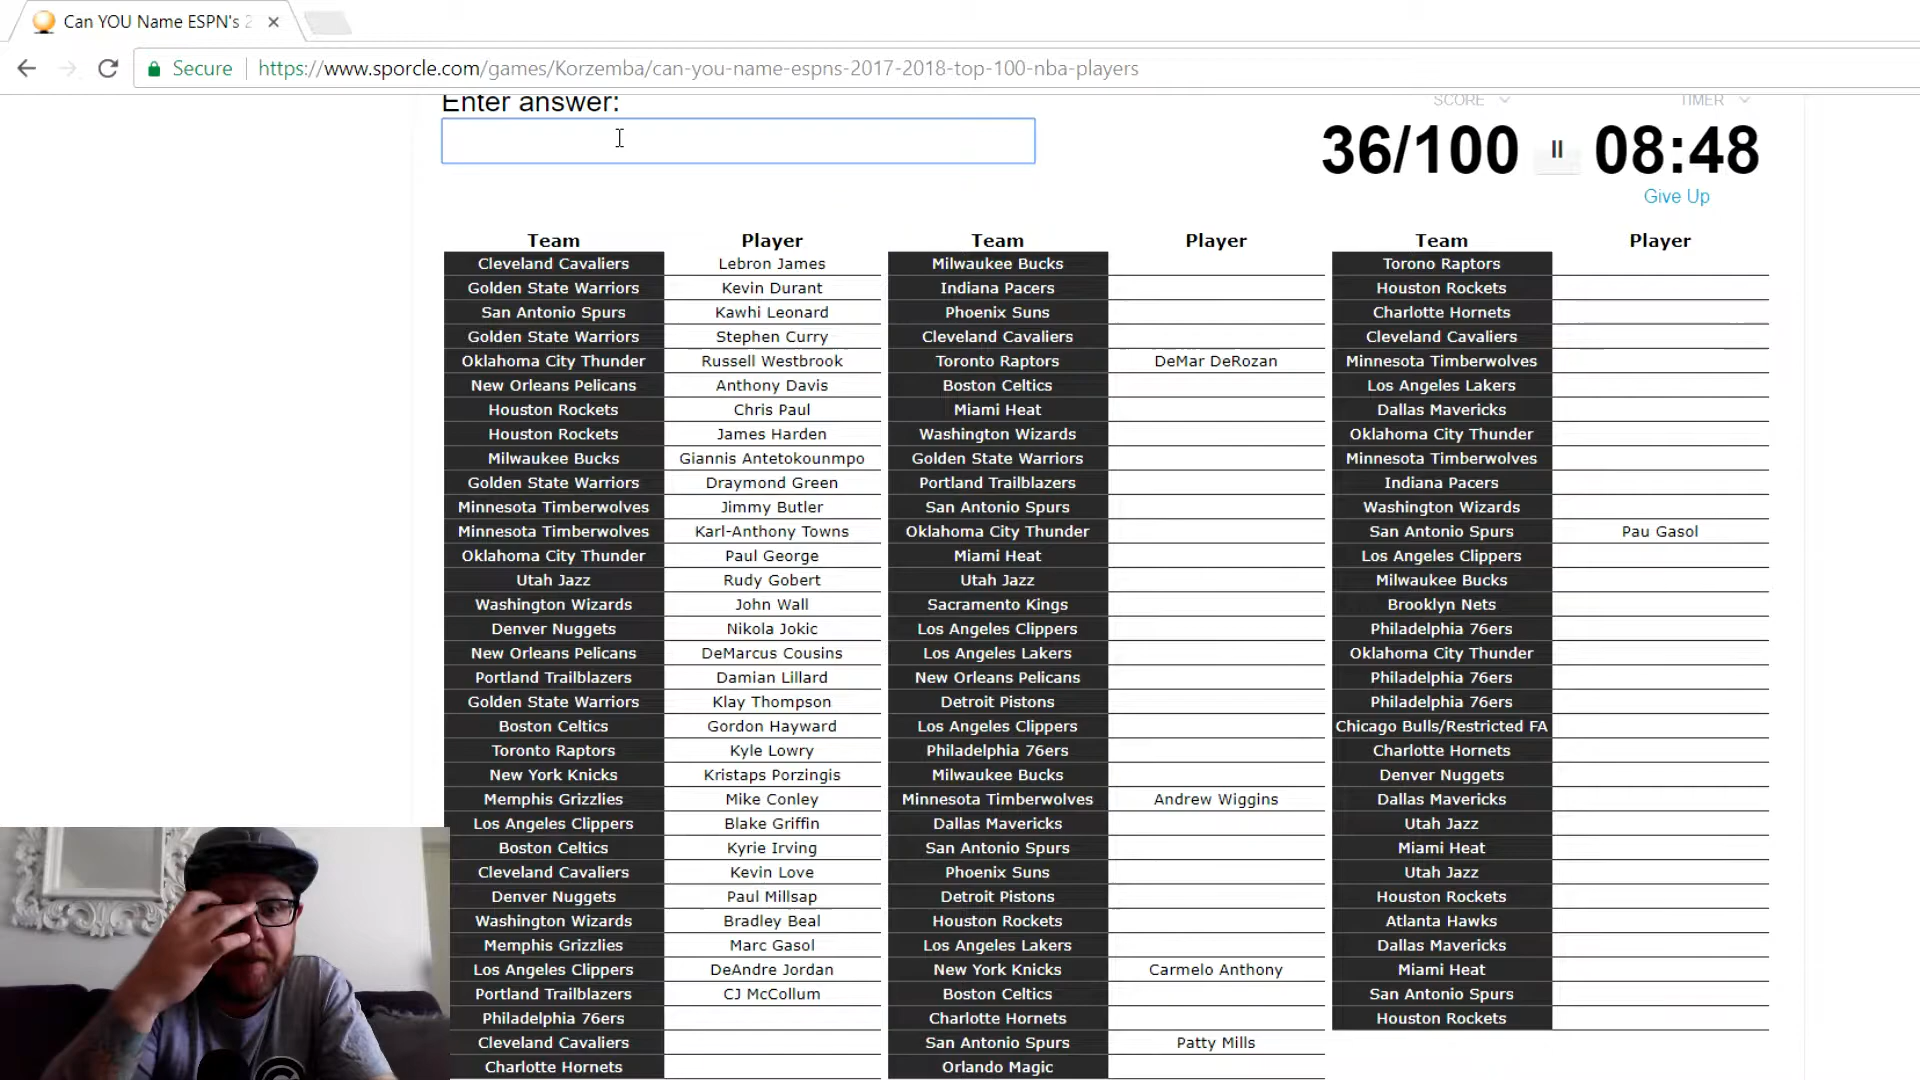 Can YOU Name ESPN's 2
Secure https://www.sporcle.com/games/Korzemba/can-you-name-espns-2017-2018-top-100-nba-players
Enter answer:
SCORE TIMER
36/100 08:48
Give Up
Team Player Team Player Team Player
Cleveland Cavaliers Lebron James Milwaukee Bucks Torono Raptors
Golden State Warriors Kevin Durant Indiana Pacers Houston Rockets
San Antonio Spurs Kawhi Leonard Phoenix Suns Charlotte Hornets
Golden State Warriors Stephen Curry Cleveland Cavaliers Cleveland Cavaliers
Oklahoma City Thunder Russell Westbrook Toronto Raptors DeMar DeRozan Minnesota Timberwolves
New Orleans Pelicans Anthony Davis Boston Celtics Los Angeles Lakers
Houston Rockets Chris Paul Miami Heat Dallas Mavericks
Houston Rockets James Harden Washington Wizards Oklahoma City Thunder
Milwaukee Bucks Giannis Antetokounmpo Golden State Warriors Minnesota Timberwolves
Golden State Warriors Draymond Green Portland Trailblazers Indiana Pacers
Minnesota Timberwolves Jimmy Butler San Antonio Spurs Washington Wizards
Minnesota Timberwolves Karl-Anthony Towns Oklahoma City Thunder San Antonio Spurs Pau Gasol
Oklahoma City Thunder Paul George Miami Heat Los Angeles Clippers
Utah Jazz Rudy Gobert Utah Jazz Milwaukee Bucks
Washington Wizards John Wall Sacramento Kings Brooklyn Nets
Denver Nuggets Nikola Jokic Los Angeles Clippers Philadelphia 76ers
New Orleans Pelicans DeMarcus Cousins Los Angeles Lakers Oklahoma City Thunder
Portland Trailblazers Damian Lillard New Orleans Pelicans Philadelphia 76ers
Golden State Warriors Klay Thompson Detroit Pistons Philadelphia 76ers
Boston Celtics Gordon Hayward Los Angeles Clippers Chicago Bulls/Restricted FA
Toronto Raptors Kyle Lowry Philadelphia 76ers Charlotte Hornets
New York Knicks Kristaps Porzingis Milwaukee Bucks Denver Nuggets
Memphis Grizzlies Mike Conley Minnesota Timberwolves Andrew Wiggins Dallas Mavericks
Los Angeles Clippers Blake Griffin Dallas Mavericks Utah Jazz
Boston Celtics Kyrie Irving San Antonio Spurs Miami Heat
Cleveland Cavaliers Kevin Love Phoenix Suns Utah Jazz
Denver Nuggets Paul Millsap Detroit Pistons Houston Rockets
Washington Wizards Bradley Beal Houston Rockets Atlanta Hawks
Memphis Grizzlies Marc Gasol Los Angeles Lakers Dallas Mavericks
Los Angeles Clippers DeAndre Jordan New York Knicks Carmelo Anthony Miami Heat
Portland Trailblazers CJ McCollum Boston Celtics San Antonio Spurs
Philadelphia 76ers Charlotte Hornets Houston Rockets
Cleveland Cavaliers San Antonio Spurs Patty Mills
Charlotte Hornets Orlando Magic